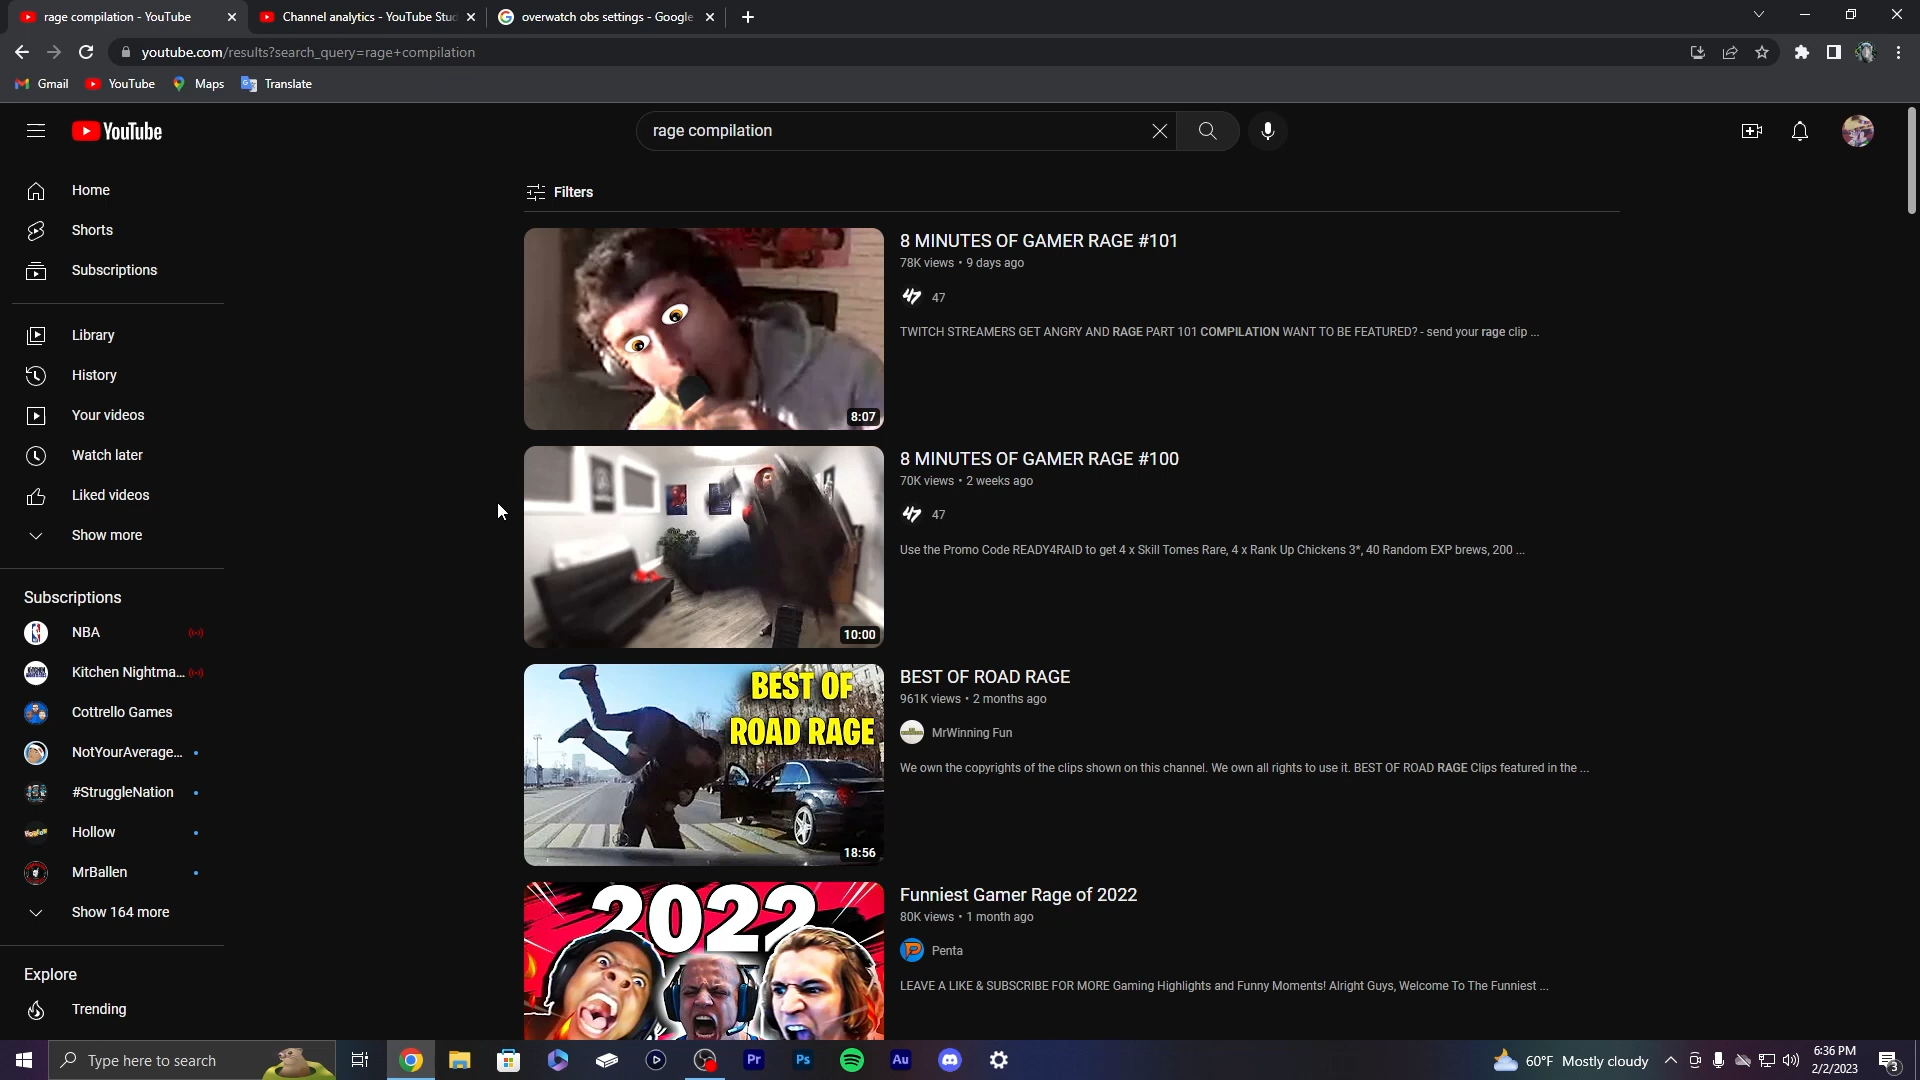 rage compilation - YouTube
Channel analytics - YouTube Stud
overwatch obs settings - Google
youtube.com/results?search_query=rage+compilation
Gmail
YouTube
Maps
Translate
YouTube
rage compilation
Home
Shorts
Subscriptions
Library
History
Your videos
Watch later
Liked videos
Show more
Subscriptions
NBA
Kitchen Nightma...
Cottrello Games
NotYourAverage...
#StruggleNation
Hollow
MrBallen
Show 164 more
Explore
Trending
Filters
8:07
8 MINUTES OF GAMER RAGE #101
78K views • 9 days ago
47
TWITCH STREAMERS GET ANGRY AND RAGE PART 101 COMPILATION WANT TO BE FEATURED? - send your rage clip ...
10:00
8 MINUTES OF GAMER RAGE #100
70K views • 2 weeks ago
47
Use the Promo Code READY4RAID to get 4 x Skill Tomes Rare, 4 x Rank Up Chickens 3*, 40 Random EXP brews, 200 ...
BEST OF
ROAD RAGE
18:56
BEST OF ROAD RAGE
961K views • 2 months ago
MrWinning Fun
We own the copyrights of the clips shown on this channel. We own all rights to use it. BEST OF ROAD RAGE Clips featured in the ...
2022
Funniest Gamer Rage of 2022
80K views • 1 month ago
Penta
LEAVE A LIKE & SUBSCRIBE FOR MORE Gaming Highlights and Funny Moments! Alright Guys, Welcome To The Funniest ...
Type here to search
Pr
Ps
Au
60°F Mostly cloudy
6:36 PM
2/2/2023
3